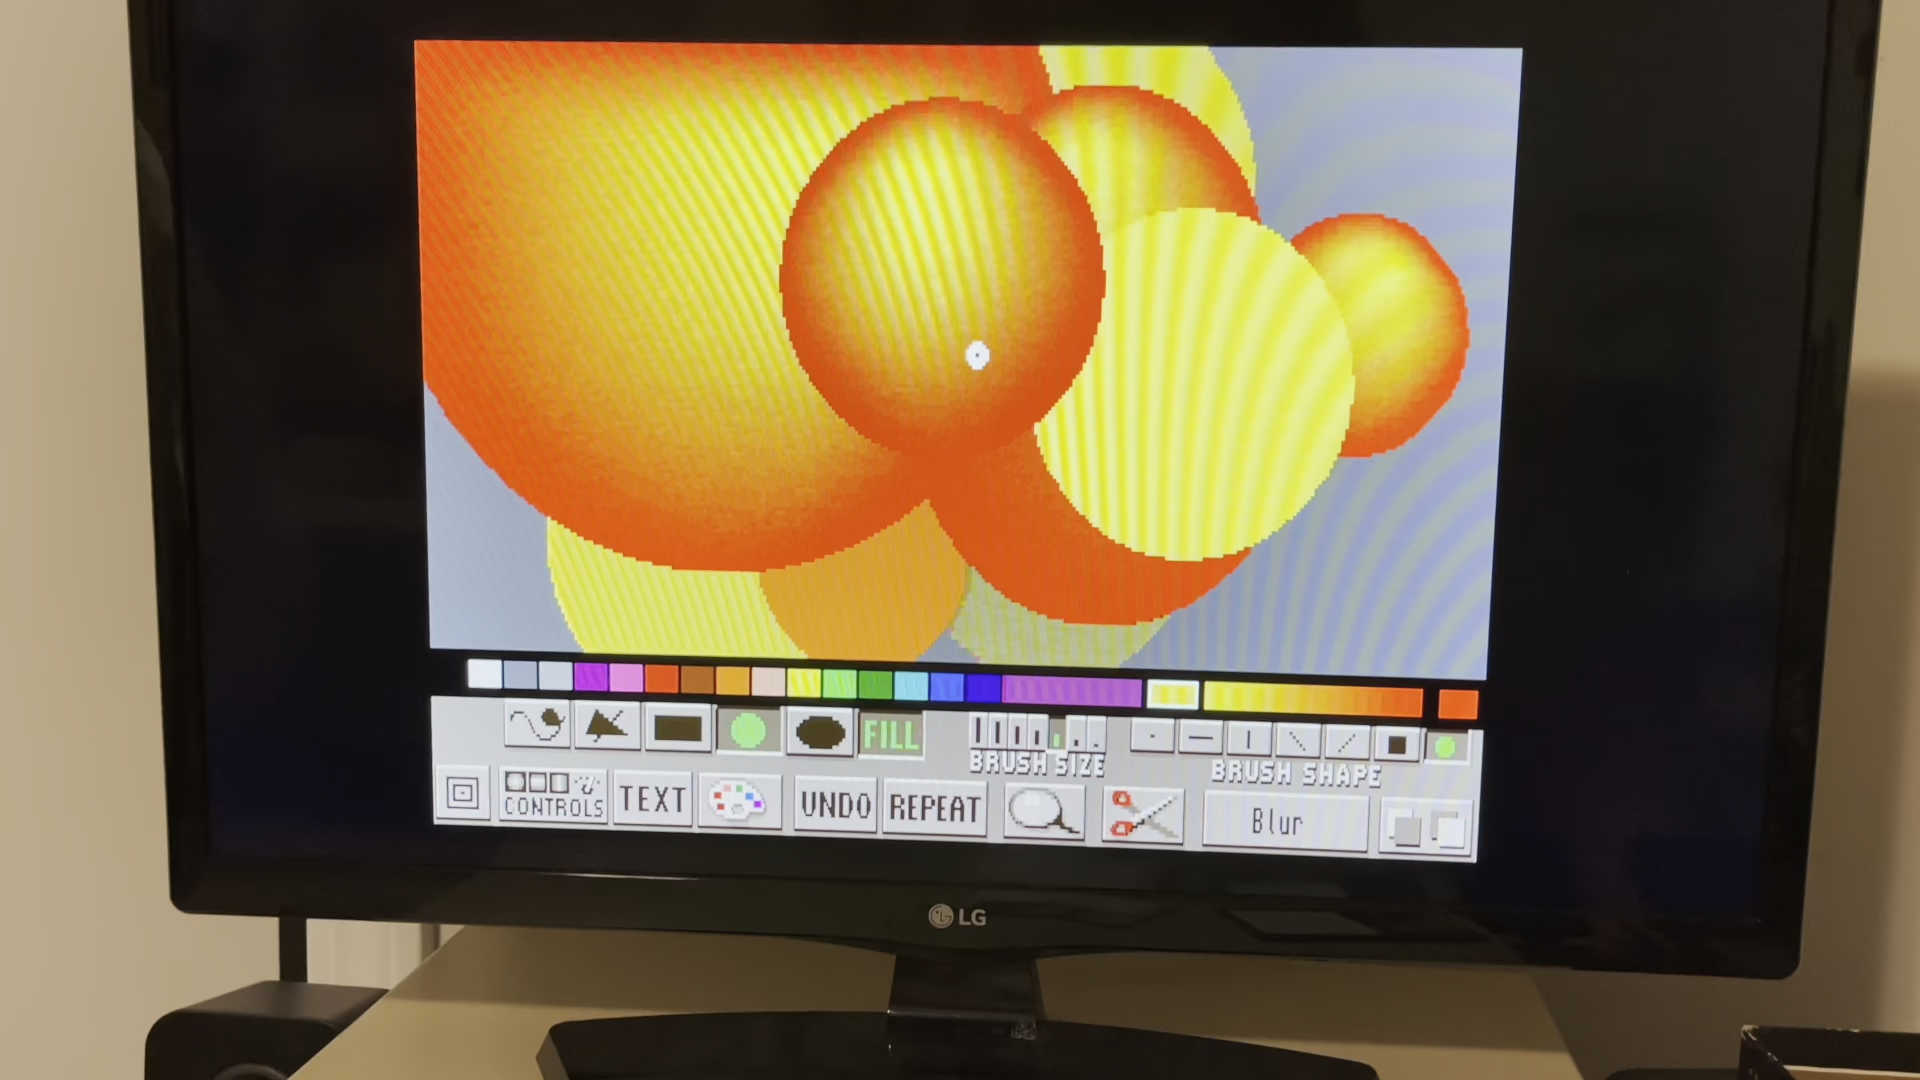 FILL
BRUSH SIZE
BRUSH SHAPE
CONTROLS
TEXT
UNDO
REPEAT
Blur
LG